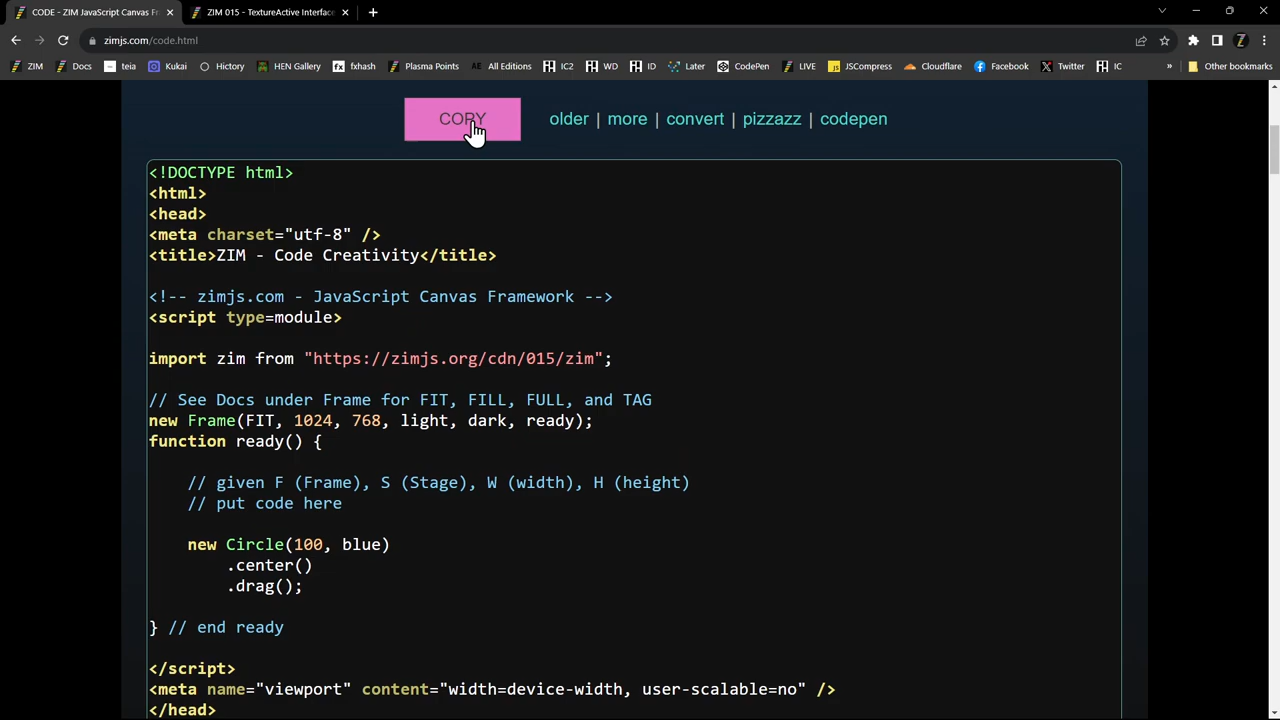 CODE - ZIM JavaScript Canvas Fr
ZIM 015 - TextureActive Interface
zimjs.com/code.html
ZIM
Docs
teia
Kukai
Hictory
HEN Gallery
fxhash
Plasma Points
All Editions
IC2
WD
ID
Later
CodePen
LIVE
JSCompress
Cloudflare
Facebook
Twitter
IC
»
Other bookmarks
COPY
older | more | convert | pizzazz | codepen
<!DOCTYPE html>
<html>
<head>
<meta charset="utf-8" />
<title>ZIM - Code Creativity</title>
<!-- zimjs.com - JavaScript Canvas Framework -->
<script type=module>
import zim from "https://zimjs.org/cdn/015/zim";
// See Docs under Frame for FIT, FILL, FULL, and TAG
new Frame(FIT, 1024, 768, light, dark, ready);
function ready() {
// given F (Frame), S (Stage), W (width), H (height)
// put code here
new Circle(100, blue)
.center()
.drag();
} // end ready
</script>
<meta name="viewport" content="width=device-width, user-scalable=no" />
</head>